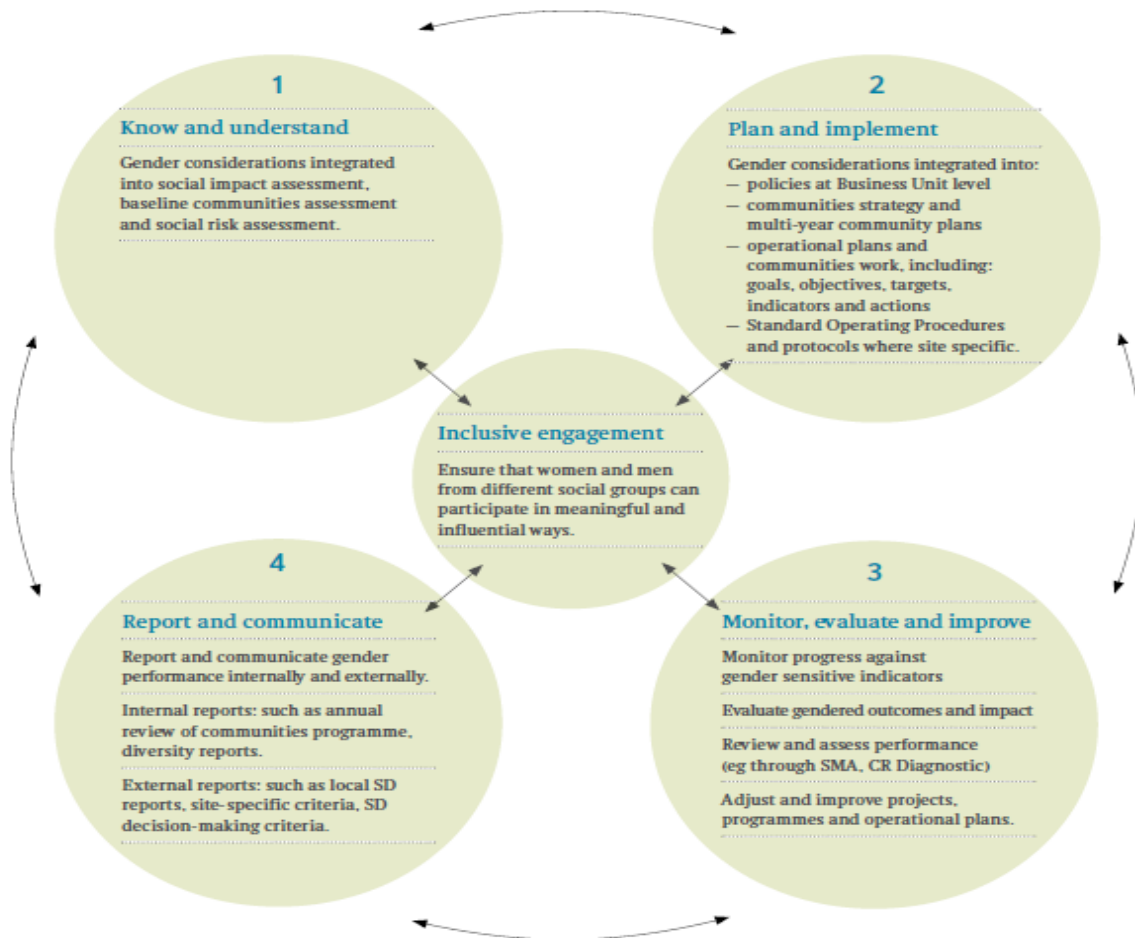 1
Know and understand
Gender considerations integrated
into social impact assessment,
baseline communities assessment
and social risk assessment.
2
Plan and implement
Gender considerations integrated into:
— policies at Business Unit level
— communities strategy and
multi-year community plans
— operational plans and
communities work, including:
goals, objectives, targets,
indicators and actions
— Standard Operating Procedures
and protocols where site specific.
Inclusive engagement
Ensure that women and men
from different social groups can
participate in meaningful and
influential ways.
4
Report and communicate
Report and communicate gender
performance internally and externally.
Internal reports: such as annual
review of communities programme,
diversity reports.
External reports: such as local SD
reports, site-specific criteria, SD
decision-making criteria.
3
Monitor, evaluate and improve
Monitor progress against
gender sensitive indicators
Evaluate gendered outcomes and impact
Review and assess performance
(eg through SMA, CR Diagnostic)
Adjust and improve projects,
programmes and operational plans.